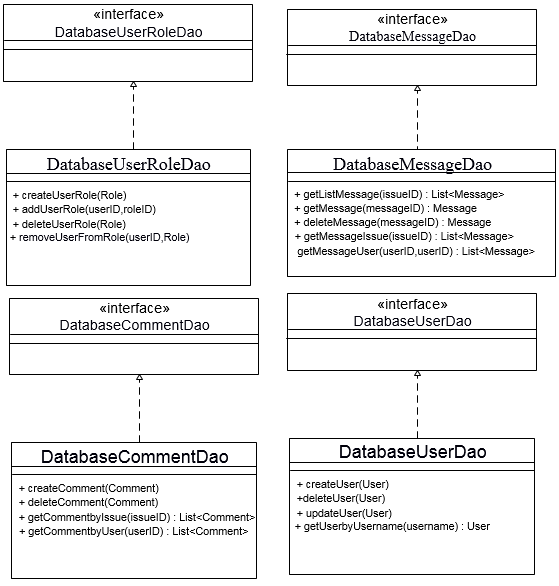 «interface»
DatabaseUserRoleDao
«interface»
DatabaseMessageDao
DatabaseUserRoleDao
+ createUserRole(Role)
+ addUserRole(userID,roleID)
+ deleteUserRole(Role)
+ removeUserFromRole(userID,Role)
DatabaseMessageDao
+ getListMessage(issueID) : List<Message>
+ getMessage(messageID) : Message
+ deleteMessage(messageID) : Message
+ getMessageIssue(issueID) : List<Message>
getMessageUser(userID,userID) : List<Message>
«interface»
DatabaseCommentDao
«interface»
DatabaseUserDao
DatabaseCommentDao
+ createComment(Comment)
+ deleteComment(Comment)
+ getCommentbyIssue(issueID) : List<Comment>
+ getCommentbyUser(userID) : List<Comment>
DatabaseUserDao
+ createUser(User)
+deleteUser(User)
+ updateUser(User)
+ getUserbyUsername(username) : User